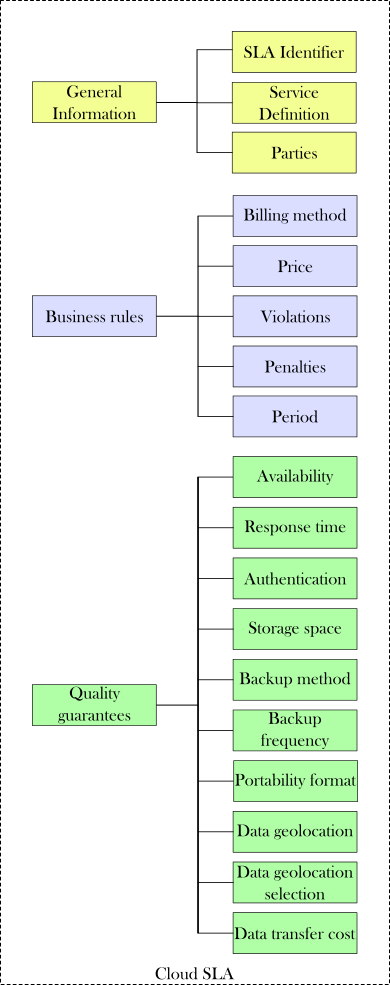 SLA Identifier
General
Information
Service
Definition
Parties
Billing method
Price
Business rules
Violations
Penalties
Period
Availability
Response time
Authentication
Storage space
Backup method
Quality
guarantees
Backup
frequency
Portability format
Data geolocation
Data geolocation
selection
Data transfer cost
Cloud SLA